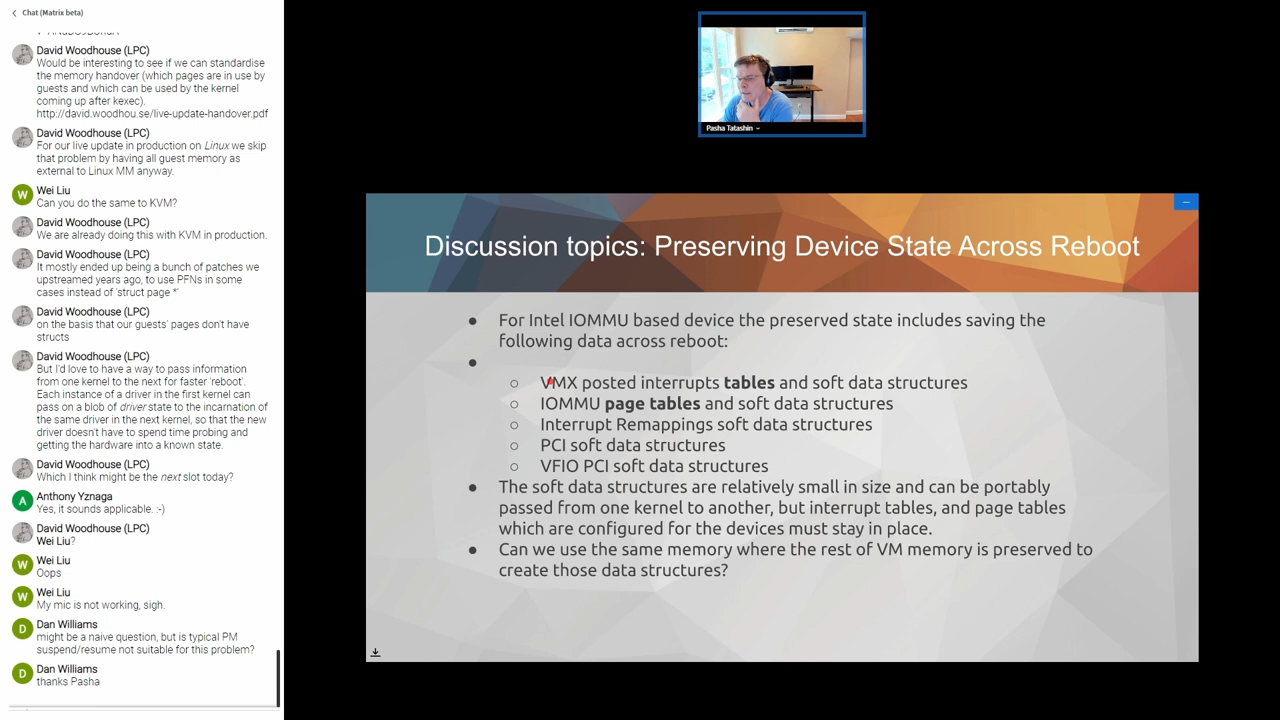 Chat (Matrix beta)
David Woodhouse (LPC)
Would be interesting to see if we can standardise
the memory handover (which pages are in use by
guests and which can be used by the kernel
coming up after kexec).
http://david.woodhou.se/live-update-handover.pdf
David Woodhouse (LPC)
For our live update in production on Linux we skip
that problem by having all guest memory as
external to Linux MM anyway.
Wei Liu
Can you do the same to KVM?
David Woodhouse (LPC)
We are already doing this with KVM in production.
David Woodhouse (LPC)
It mostly ended up being a bunch of patches we
upstreamed years ago, to use PFNs in some
cases instead of 'struct page *'
David Woodhouse (LPC)
on the basis that our guests' pages don't have
structs
David Woodhouse (LPC)
But I'd love to have a way to pass information
from one kernel to the next for faster 'reboot'.
Each instance of a driver in the first kernel can
pass on a blob of driver state to the incarnation of
the same driver in the next kernel, so that the new
driver doesn't have to spend time probing and
getting the hardware into a known state.
David Woodhouse (LPC)
Which I think might be the next slot today?
Anthony Yznaga
Yes, it sounds applicable. :-)
David Woodhouse (LPC)
Wei Liu?
Wei Liu
Oops
Wei Liu
My mic is not working, sigh.
Dan Williams
might be a naive question, but is typical PM
suspend/resume not suitable for this problem?
Dan Williams
thanks Pasha
Pasha Tatashin
Discussion topics: Preserving Device State Across Reboot
● For Intel IOMMU based device the preserved state includes saving the
following data across reboot:
●
○ VMX posted interrupts tables and soft data structures
○ IOMMU page tables and soft data structures
○ Interrupt Remappings soft data structures
○ PCI soft data structures
○ VFIO PCI soft data structures
● The soft data structures are relatively small in size and can be portably
passed from one kernel to another, but interrupt tables, and page tables
which are configured for the devices must stay in place.
● Can we use the same memory where the rest of VM memory is preserved to
create those data structures?